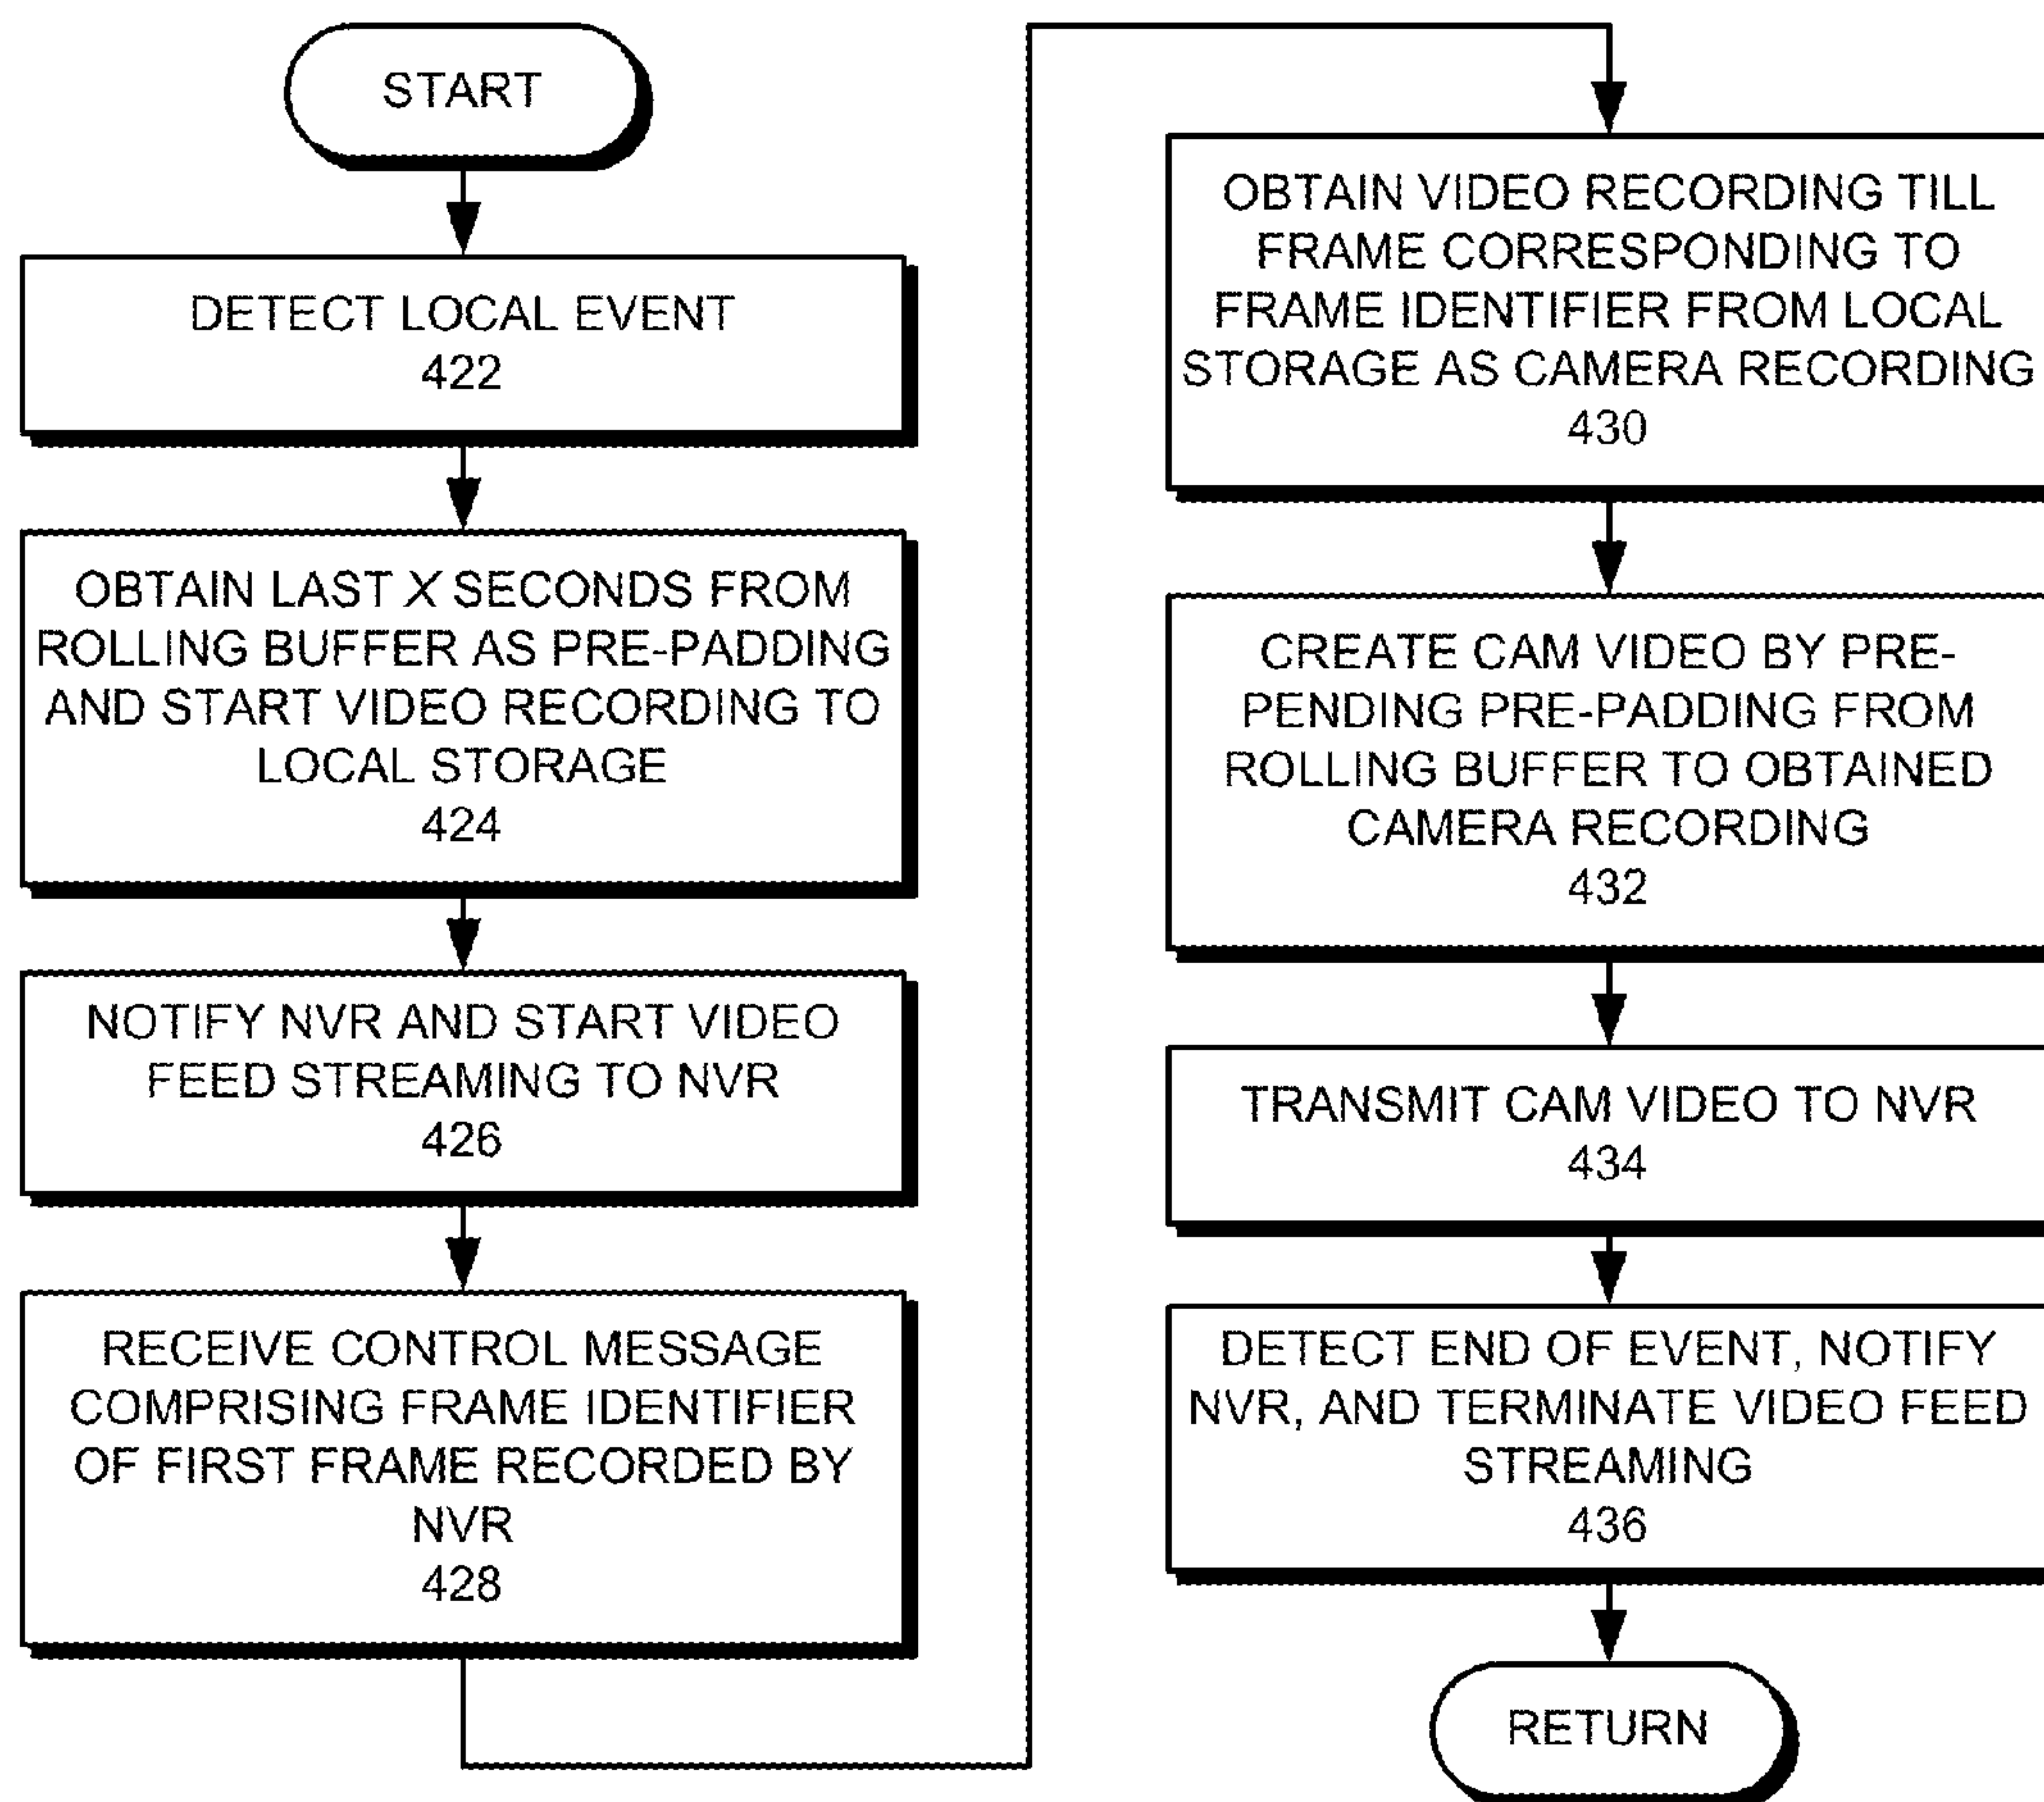 START
DETECT LOCAL EVENT
422
OBTAIN LAST X SECONDS FROM
ROLLING BUFFER AS PRE-PADDING
AND START VIDEO RECORDING TO
LOCAL STORAGE
424
NOTIFY NVR AND START VIDEO
FEED STREAMING TO NVR
426
RECEIVE CONTROL MESSAGE
COMPRISING FRAME IDENTIFIER
OF FIRST FRAME RECORDED BY
NVR
428
OBTAIN VIDEO RECORDING TILL
FRAME CORRESPONDING TO
FRAME IDENTIFIER FROM LOCAL
STORAGE AS CAMERA RECORDING
430
CREATE CAM VIDEO BY PRE-
PENDING PRE-PADDING FROM
ROLLING BUFFER TO OBTAINED
CAMERA RECORDING
432
TRANSMIT CAM VIDEO TO NVR
434
DETECT END OF EVENT, NOTIFY
NVR, AND TERMINATE VIDEO FEED
STREAMING
436
RETURN